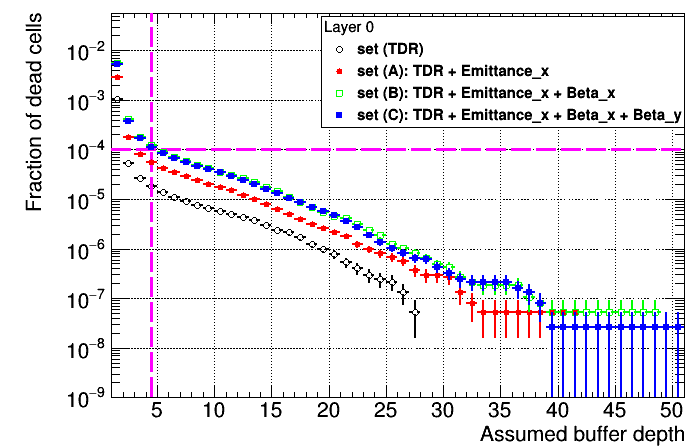 Layer 0
set (TDR)
set (A): TDR + Emittance_x
set (B): TDR + Emittance_x + Beta_x
set (C): TDR + Emittance_x + Beta_x + Beta_y
Fraction of dead cells
10⁻²
10⁻³
10⁻⁴
10⁻⁵
10⁻⁶
10⁻⁷
10⁻⁸
10⁻⁹
5 10 15 20 25 30 35 40 45 50
Assumed buffer depth